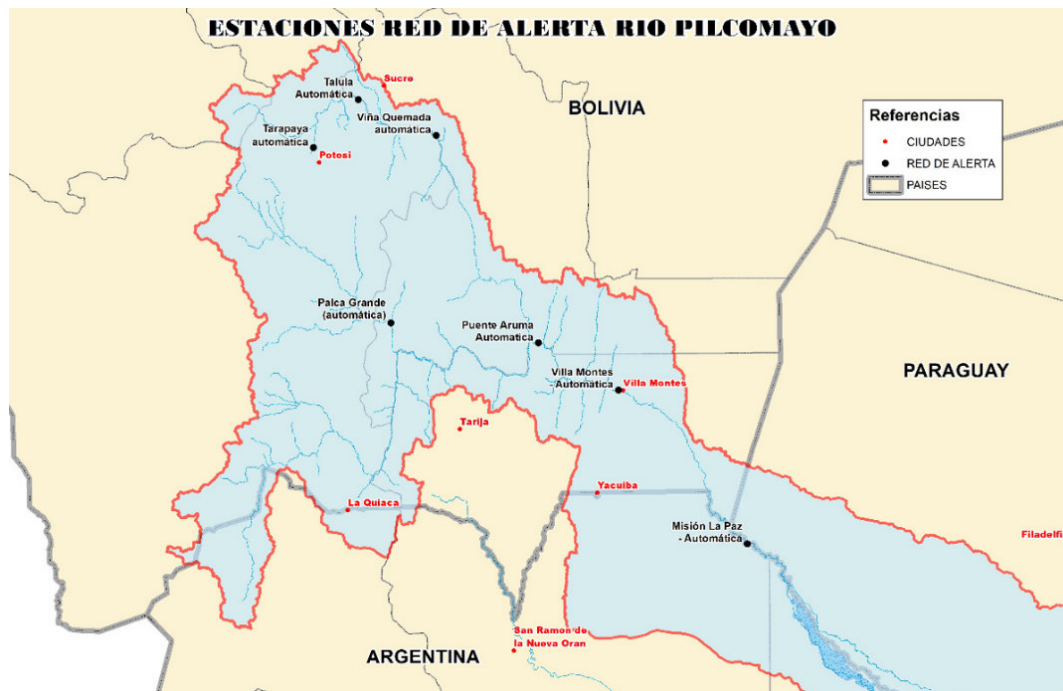 ESTACIONES RED DE ALERTA RIO PILCOMAYO
Sucre
Talula
Automática
BOLIVIA
Viña Quemada
automática
Tarapaya
automática
Potosi
Referencias
CIUDADES
RED DE ALERTA
PAISES
Palca Grande
(automática)
Puente Aruma
Automatica
Villa Montes
- Automática
Villa Montes
PARAGUAY
Tarija
Yacuiba
La Quiaca
Misión La Paz
- Automática
Filadelfi
San Ramon de
la Nueva Oran
ARGENTINA